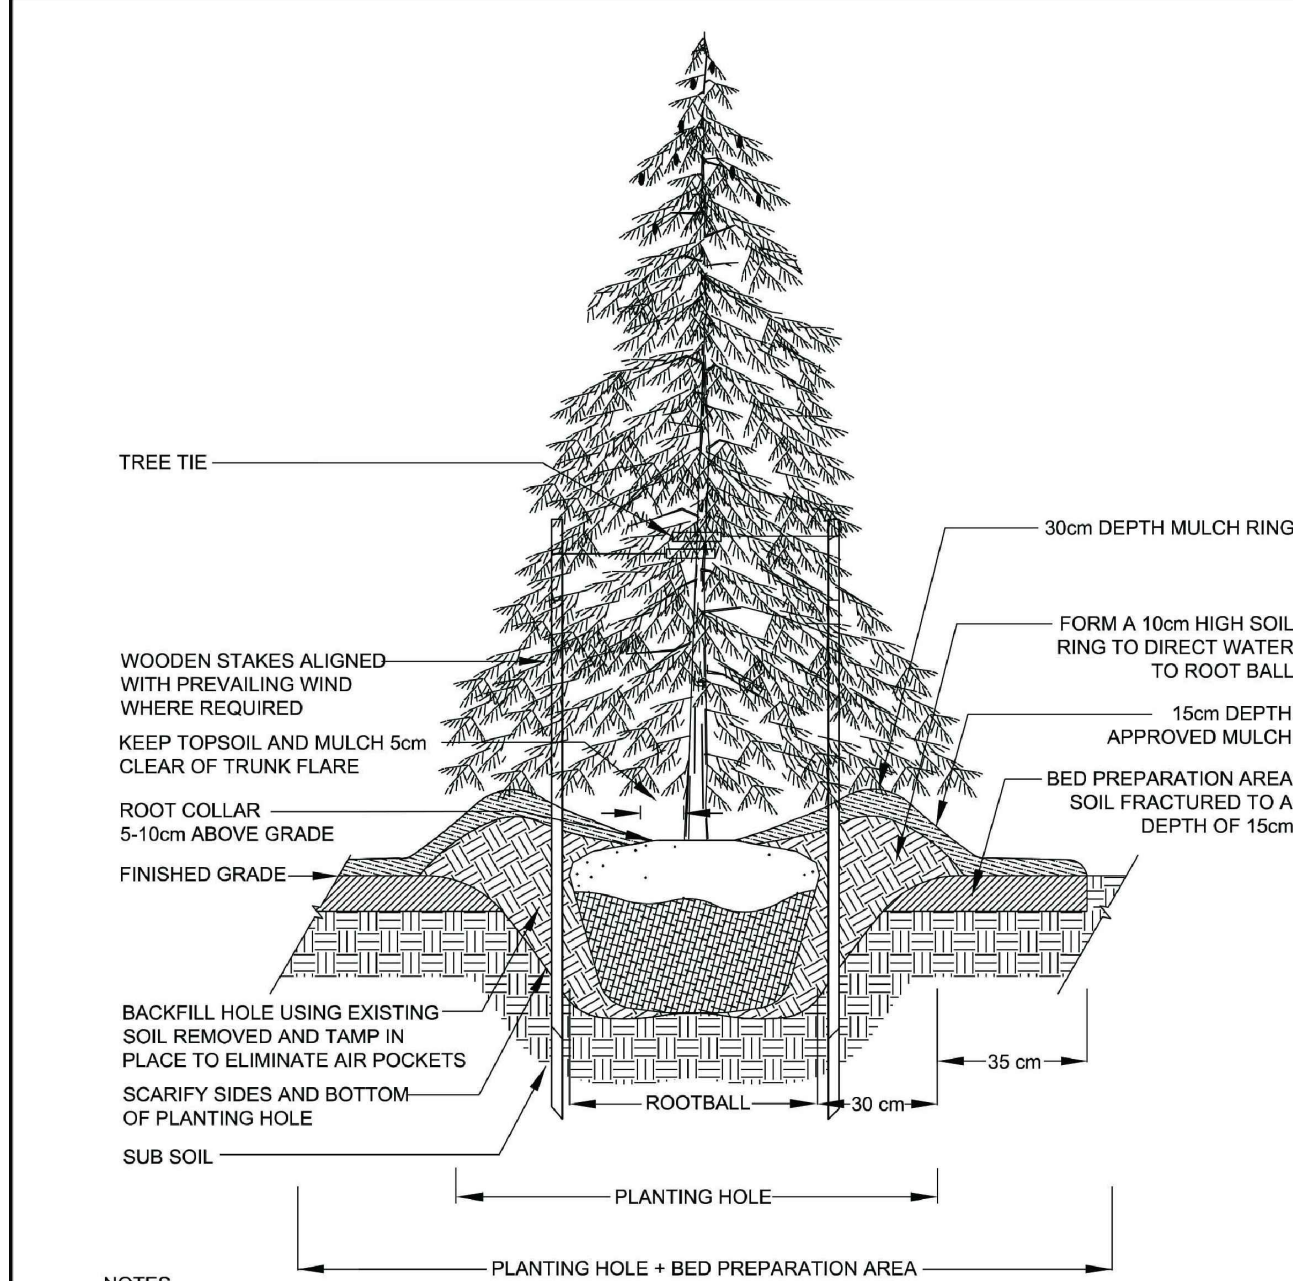 TREE TIE
WOODEN STAKES ALIGNED
WITH PREVAILING WIND
WHERE REQUIRED
KEEP TOPSOIL AND MULCH 5cm
CLEAR OF TRUNK FLARE
ROOT COLLAR
5-10cm ABOVE GRADE
FINISHED GRADE
BACKFILL HOLE USING EXISTING
SOIL REMOVED AND TAMP IN
PLACE TO ELIMINATE AIR POCKETS
SCARIFY SIDES AND BOTTOM
OF PLANTING HOLE
SUB SOIL
30cm DEPTH MULCH RING
FORM A 10cm HIGH SOIL
RING TO DIRECT WATER
TO ROOT BALL
15cm DEPTH
APPROVED MULCH
BED PREPARATION AREA
SOIL FRACTURED TO A
DEPTH OF 15cm
35 cm
ROOTBALL
30 cm
PLANTING HOLE
PLANTING HOLE + BED PREPARATION AREA
NOTES